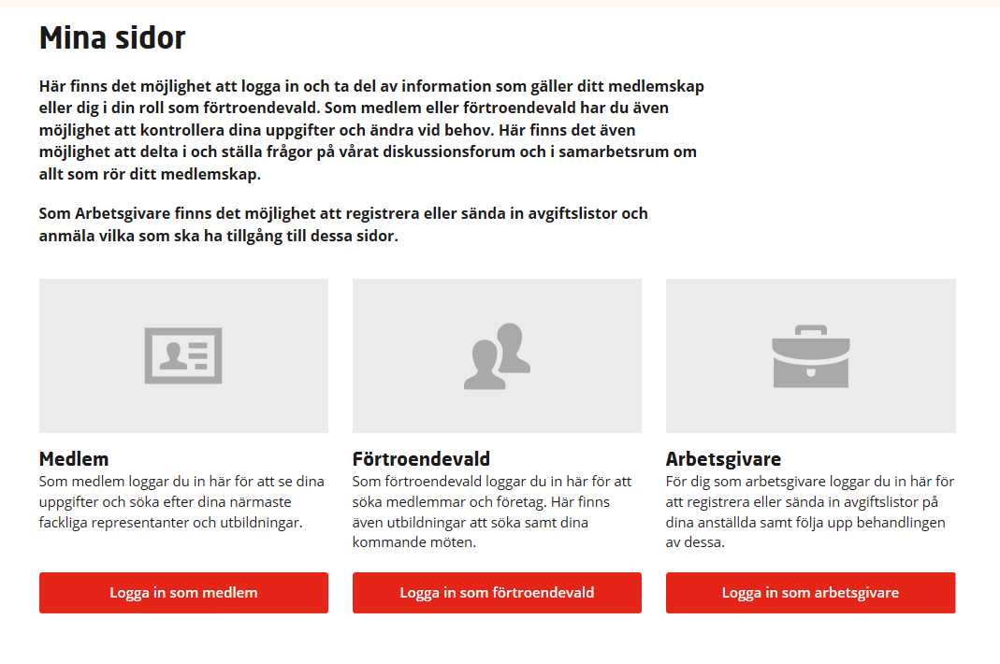 Mina sidor
Här finns det möjlighet att logga in och ta del av information som gäller ditt medlemskap
eller dig i din roll som förtroendevald. Som medlem eller förtroendevald har du även
möjlighet att kontrollera dina uppgifter och ändra vid behov. Här finns det även
möjlighet att delta i och ställa frågor på vårat diskussionsforum och i samarbetsrum om
allt som rör ditt medlemskap.
Som Arbetsgivare finns det möjlighet att registrera eller sända in avgiftslistor och
anmäla vilka som ska ha tillgång till dessa sidor.
Medlem
Som medlem loggar du in här för att se dina
uppgifter och söka efter dina närmaste
fackliga representanter och utbildningar.
Logga in som medlem
Förtroendevald
Som förtroendevald loggar du in här för att
söka medlemmar och företag. Här finns
även utbildningar att söka samt dina
kommande möten.
Logga in som förtroendevald
Arbetsgivare
För dig som arbetsgivare loggar du in här för
att registrera eller sända in avgiftslistor på
dina anställda samt följa upp behandlingen
av dessa.
Logga in som arbetsgivare